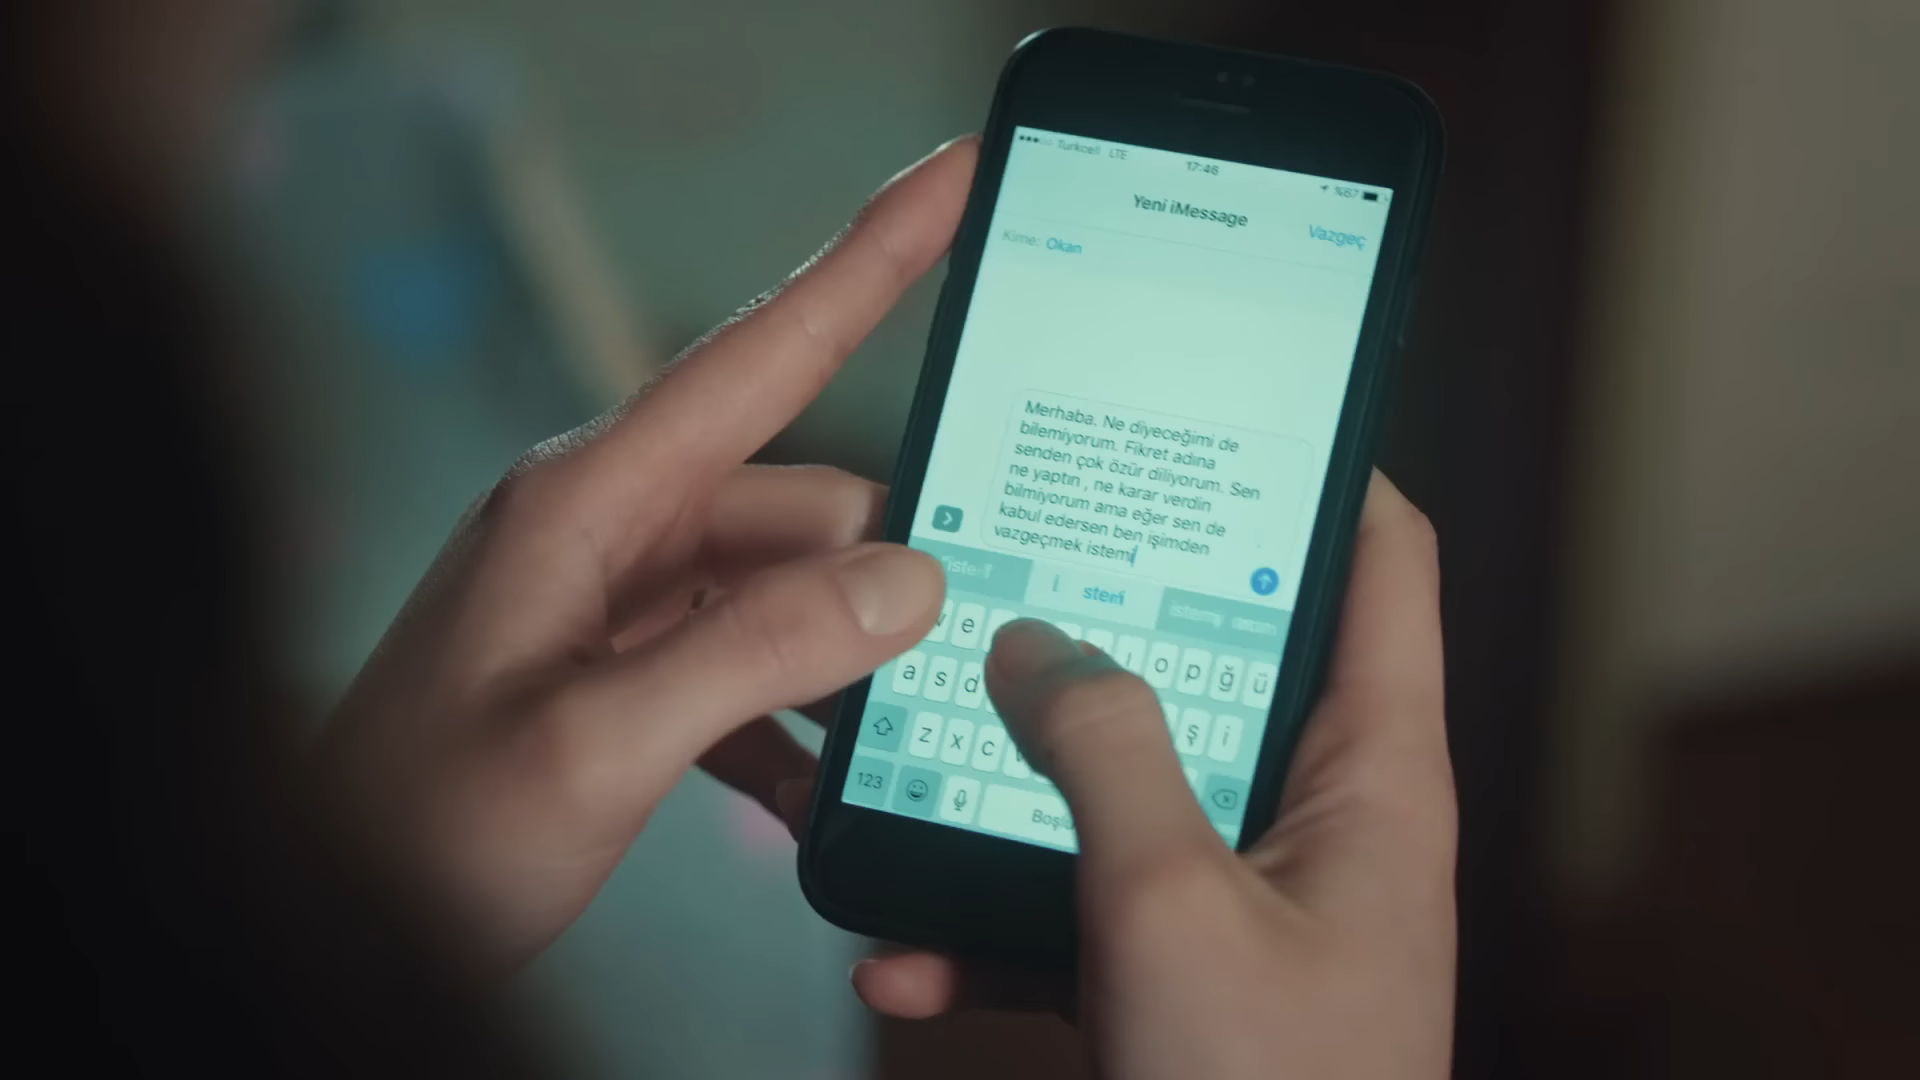 Turkcell LTE 17:46 %67
Yeni iMessage
Vazgeç
Kime: Okan
Merhaba. Ne diyeceğimi de
bilemiyorum. Fikret adına
senden çok özür diliyorum. Sen
ne yaptın , ne karar verdin
bilmiyorum ama eğer sen de
kabul edersen ben işimden
vazgeçmek istemi
e
o p ğ ü
a s d
ş i
z x c
123